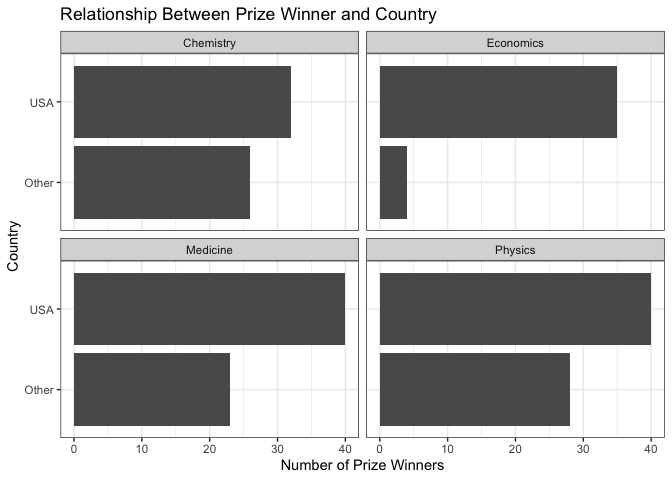 Relationship Between Prize Winner and Country
Chemistry
Economics
USA
Other
Medicine
Physics
USA
Other
0 10 20 30 40
0 10 20 30 40
Number of Prize Winners
Country